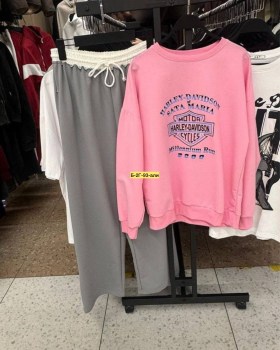 HARLEY-DAVIDSON
SANTA MARIA
MOTOR
HARLEY-DAVIDSON
CYCLES
Millennium Run
2000